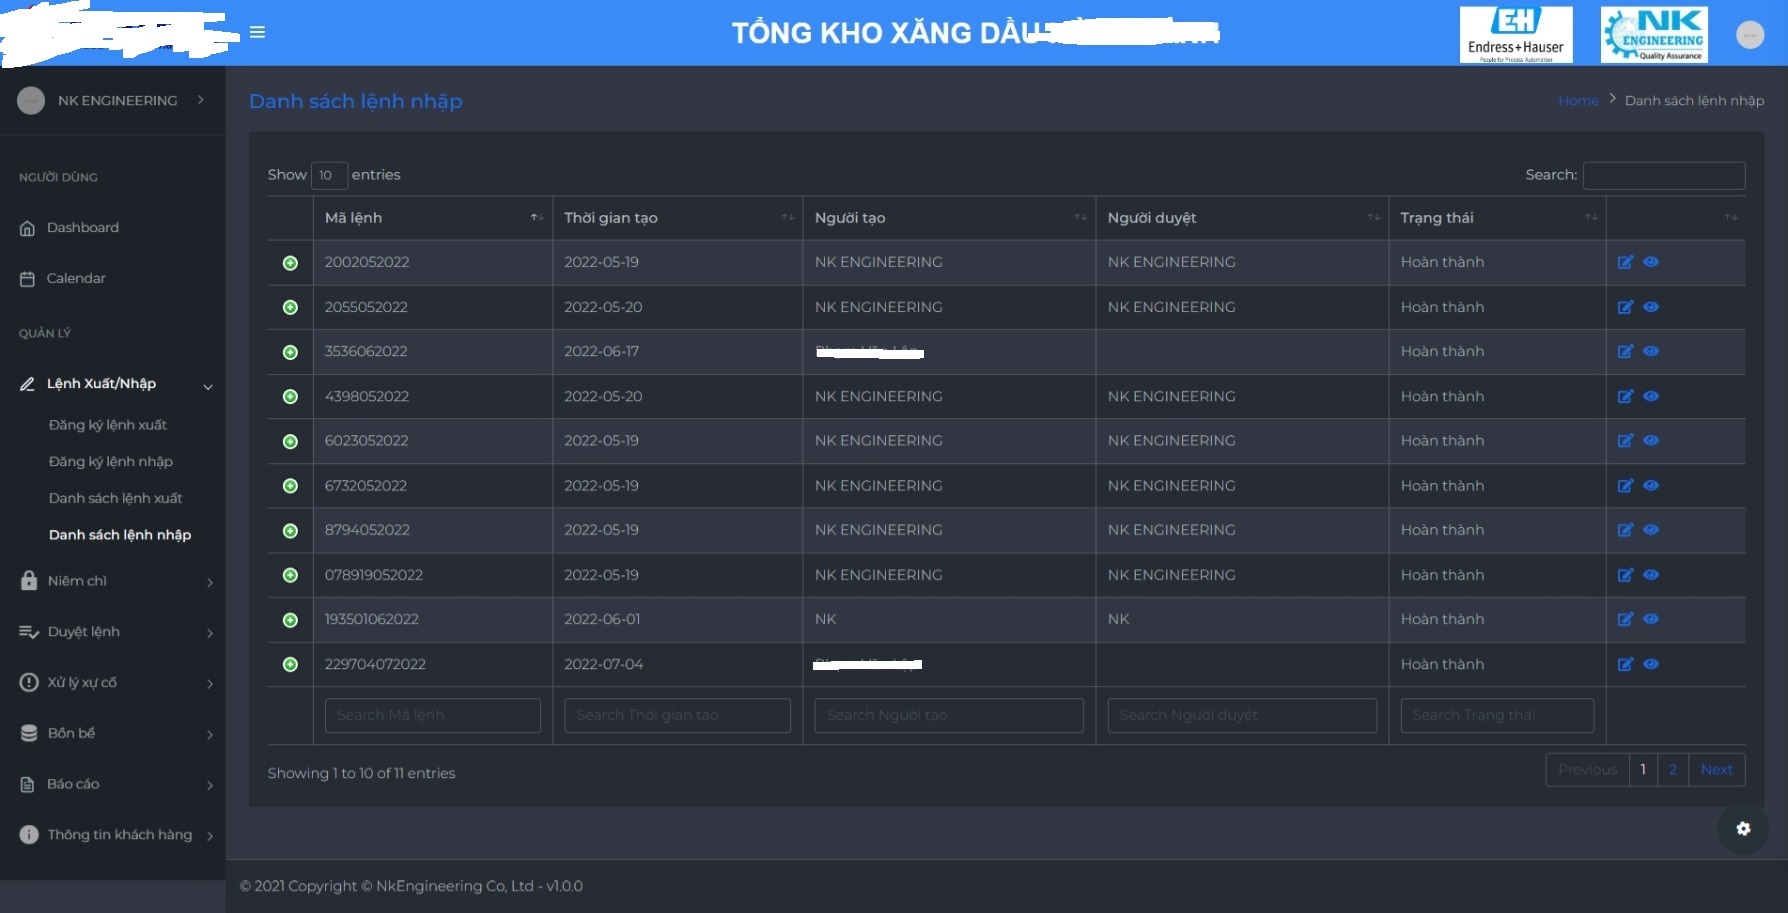 TỔNG KHO XĂNG DẦU
EH
Endress+Hauser
People for Process Automation
NK
ENGINEERING
Quality Assurance
NK ENGINEERING
Danh sách lệnh nhập
Home > Danh sách lệnh nhập
NGƯỜI DÙNG
Dashboard
Calendar
QUẢN LÝ
Lệnh Xuất/Nhập
Đăng ký lệnh xuất
Đăng ký lệnh nhập
Danh sách lệnh xuất
Danh sách lệnh nhập
Niêm chì
Duyệt lệnh
Xử lý xự cố
Bồn bể
Báo cáo
Thông tin khách hàng
Show 10 entries
Search:
Mã lệnh Thời gian tạo Người tạo Người duyệt Trạng thái
2002052022 2022-05-19 NK ENGINEERING NK ENGINEERING Hoàn thành
2055052022 2022-05-20 NK ENGINEERING NK ENGINEERING Hoàn thành
3536062022 2022-06-17 Hoàn thành
4398052022 2022-05-20 NK ENGINEERING NK ENGINEERING Hoàn thành
6023052022 2022-05-19 NK ENGINEERING NK ENGINEERING Hoàn thành
6732052022 2022-05-19 NK ENGINEERING NK ENGINEERING Hoàn thành
8794052022 2022-05-19 NK ENGINEERING NK ENGINEERING Hoàn thành
078919052022 2022-05-19 NK ENGINEERING NK ENGINEERING Hoàn thành
193501062022 2022-06-01 NK NK Hoàn thành
229704072022 2022-07-04 Hoàn thành
Search Mã lệnh Search Thời gian tạo Search Người tạo Search Người duyệt Search Trạng thái
Showing 1 to 10 of 11 entries
Previous 1 2 Next
© 2021 Copyright © NkEngineering Co, Ltd - v1.0.0